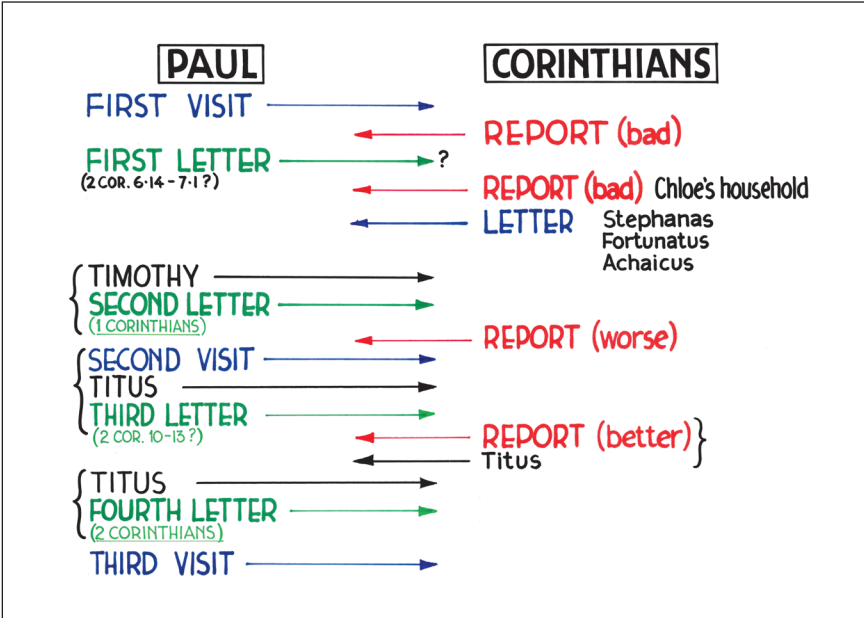 PAUL CORINTHIANS
FIRST VISIT
REPORT (bad)
FIRST LETTER ?
(2 COR. 6·14-7·1?)
REPORT (bad) Chloe's household
LETTER Stephanas
Fortunatus
Achaicus
TIMOTHY
SECOND LETTER
(1 CORINTHIANS)
REPORT (worse)
SECOND VISIT
TITUS
THIRD LETTER
(2 COR. 10-13?)
REPORT (better)
Titus
TITUS
FOURTH LETTER
(2 CORINTHIANS)
THIRD VISIT